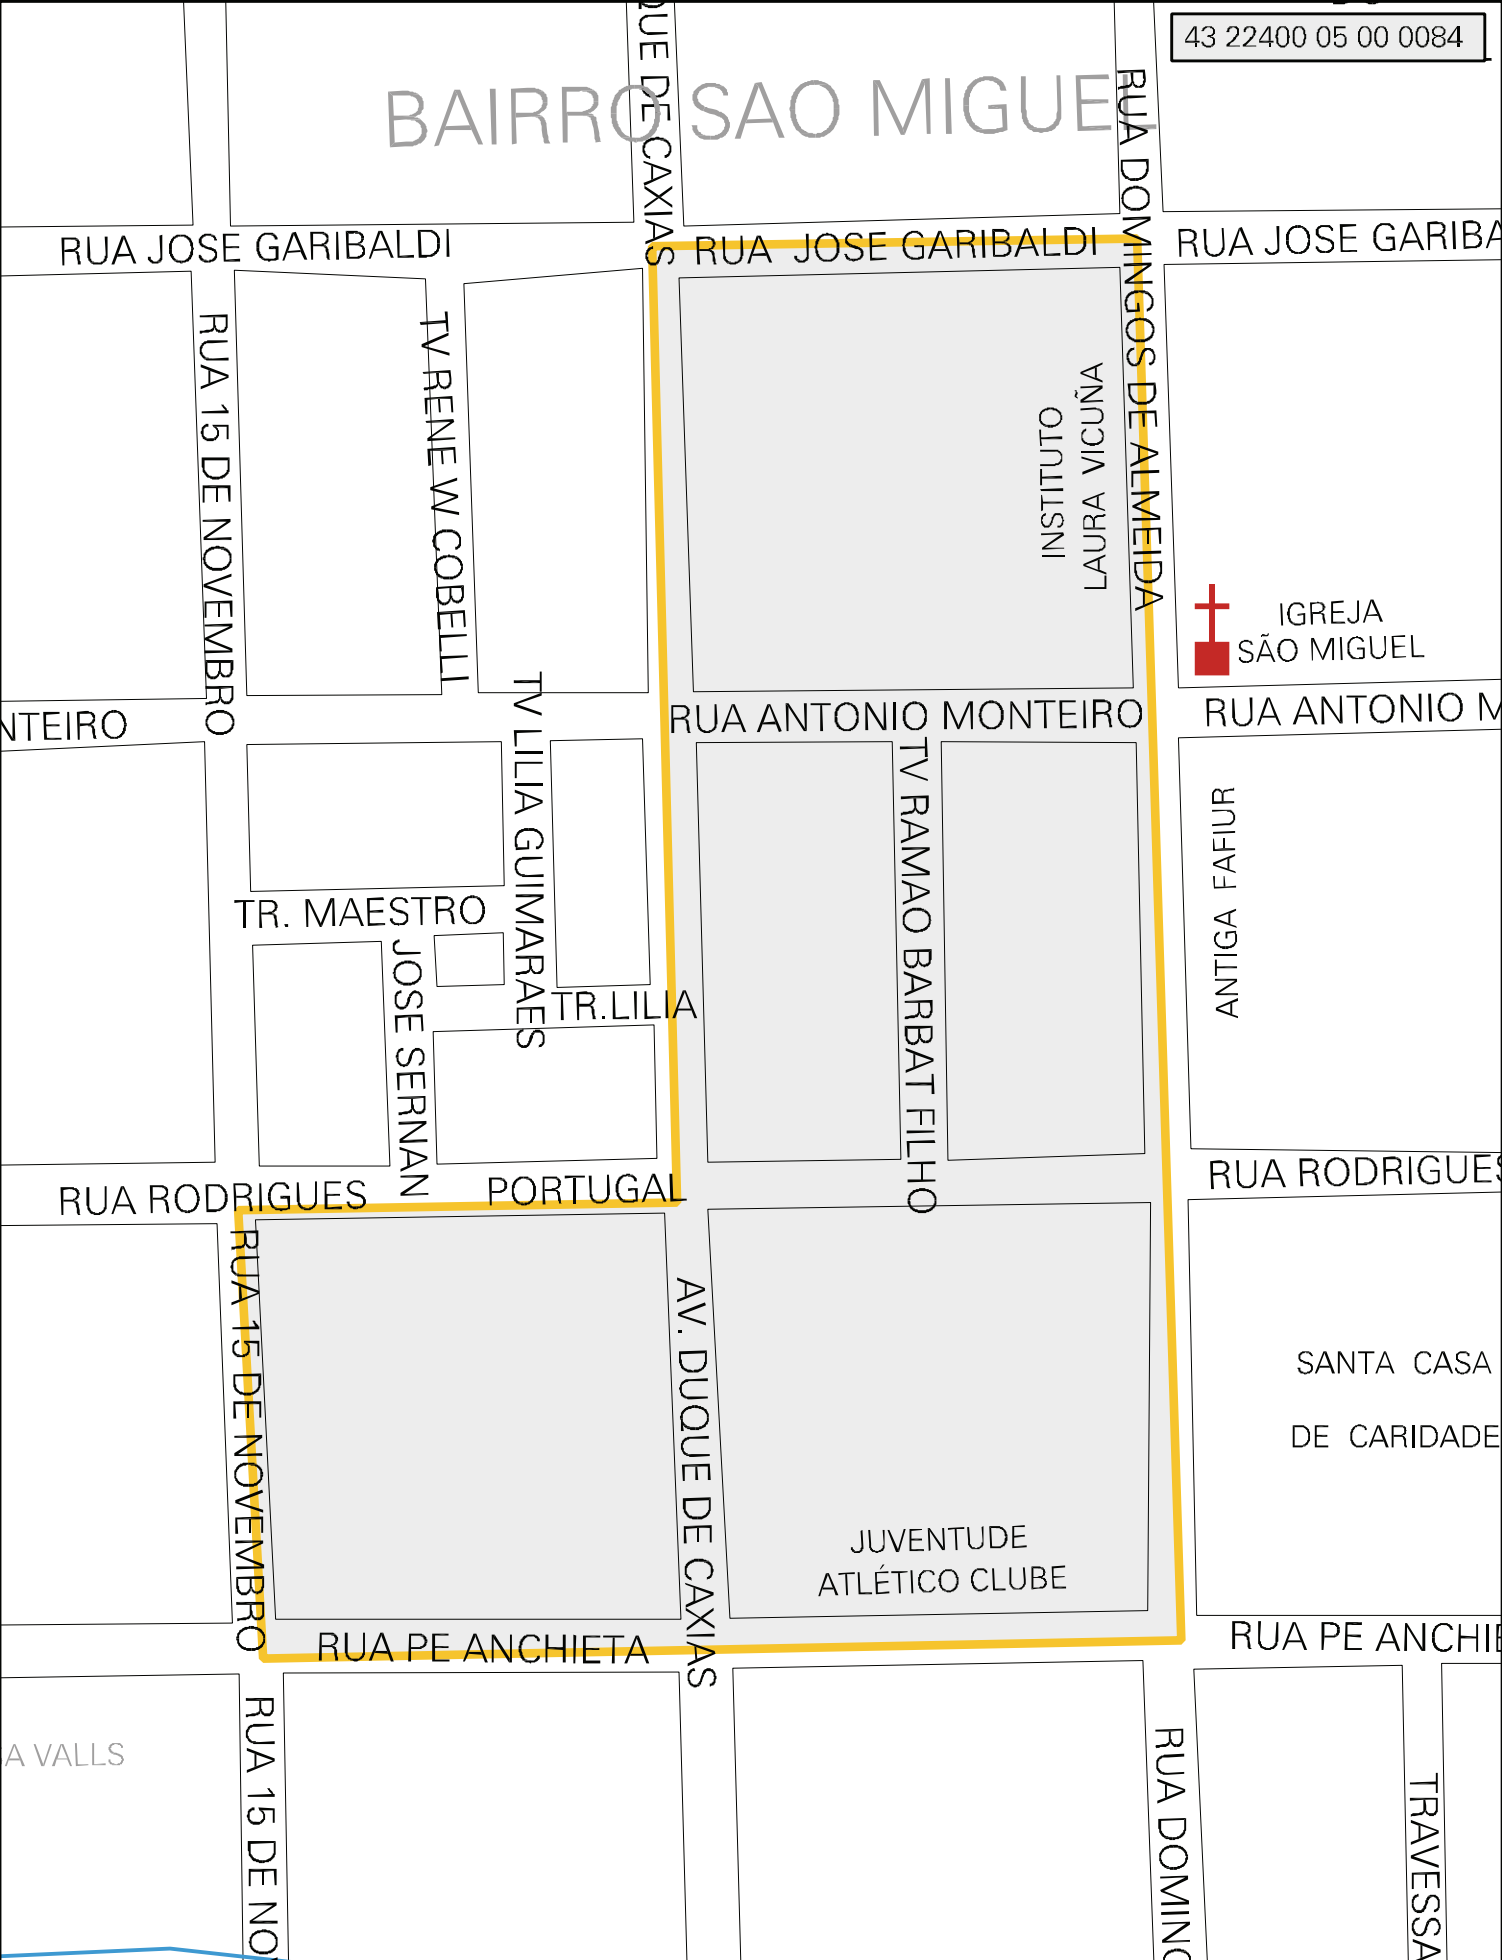 43 22400 05 00 0084
BAIRRO SAO MIGUEL
QUE DE CAXIAS
RUA DOMINGOS DE ALMEIDA
RUA JOSE GARIBALDI
RUA JOSE GARIBALDI
RUA JOSE GARIBA
RUA 15 DE NOVEMBRO
TV RENE W COBELLI
INSTITUTO
LAURA VICUÑA
IGREJA
SÃO MIGUEL
NTEIRO
RUA ANTONIO MONTEIRO
RUA ANTONIO M
TV LILIA GUIMARAES
TV RAMAO BARBAT FILHO
ANTIGA FAFIUR
TR. MAESTRO
JOSE SERNAN
TR.LILIA
RUA RODRIGUES
PORTUGAL
RUA RODRIGUES
RUA 15 DE NOVEMBRO
AV. DUQUE DE CAXIAS
SANTA CASA
DE CARIDADE
JUVENTUDE
ATLÉTICO CLUBE
RUA PE ANCHIETA
RUA PE ANCHIE
A VALLS
RUA 15 DE NOV
RUA DOMING
TRAVESSA